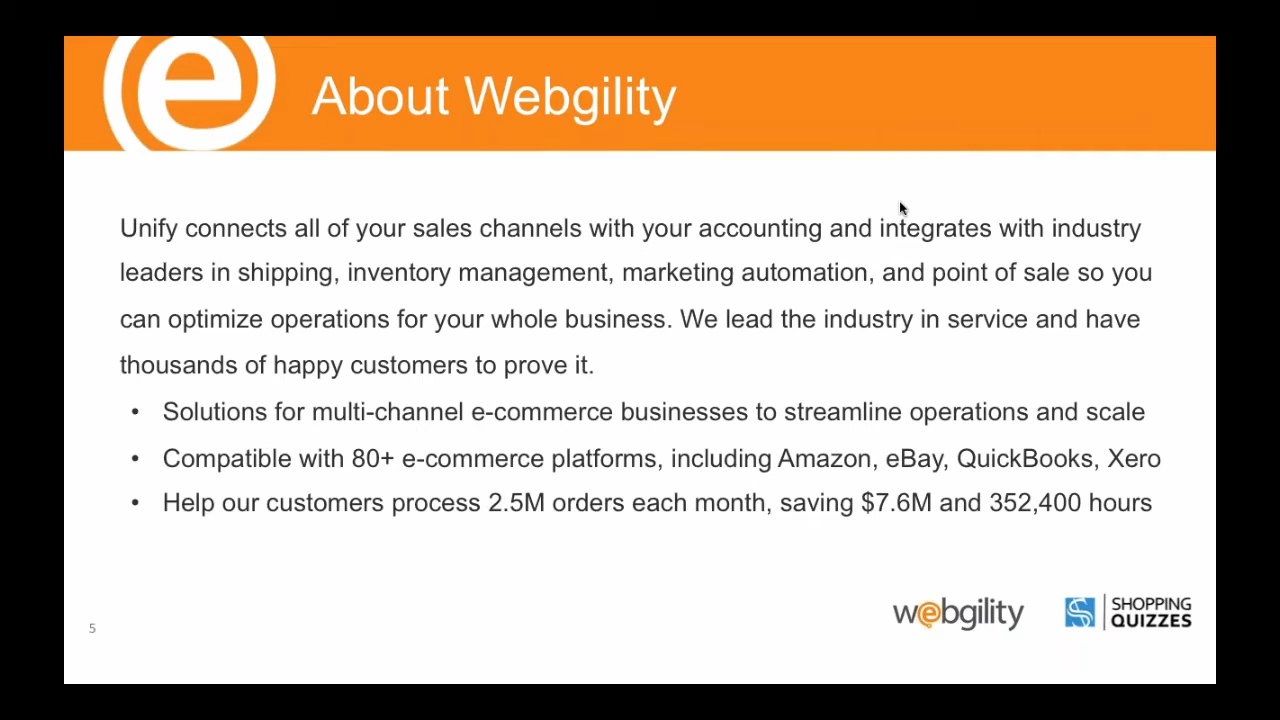 e About Webgility
Unify connects all of your sales channels with your accounting and integrates with industry
leaders in shipping, inventory management, marketing automation, and point of sale so you
can optimize operations for your whole business. We lead the industry in service and have
thousands of happy customers to prove it.
• Solutions for multi-channel e-commerce businesses to streamline operations and scale
• Compatible with 80+ e-commerce platforms, including Amazon, eBay, QuickBooks, Xero
• Help our customers process 2.5M orders each month, saving $7.6M and 352,400 hours
5
webgility
S SHOPPING
QUIZZES